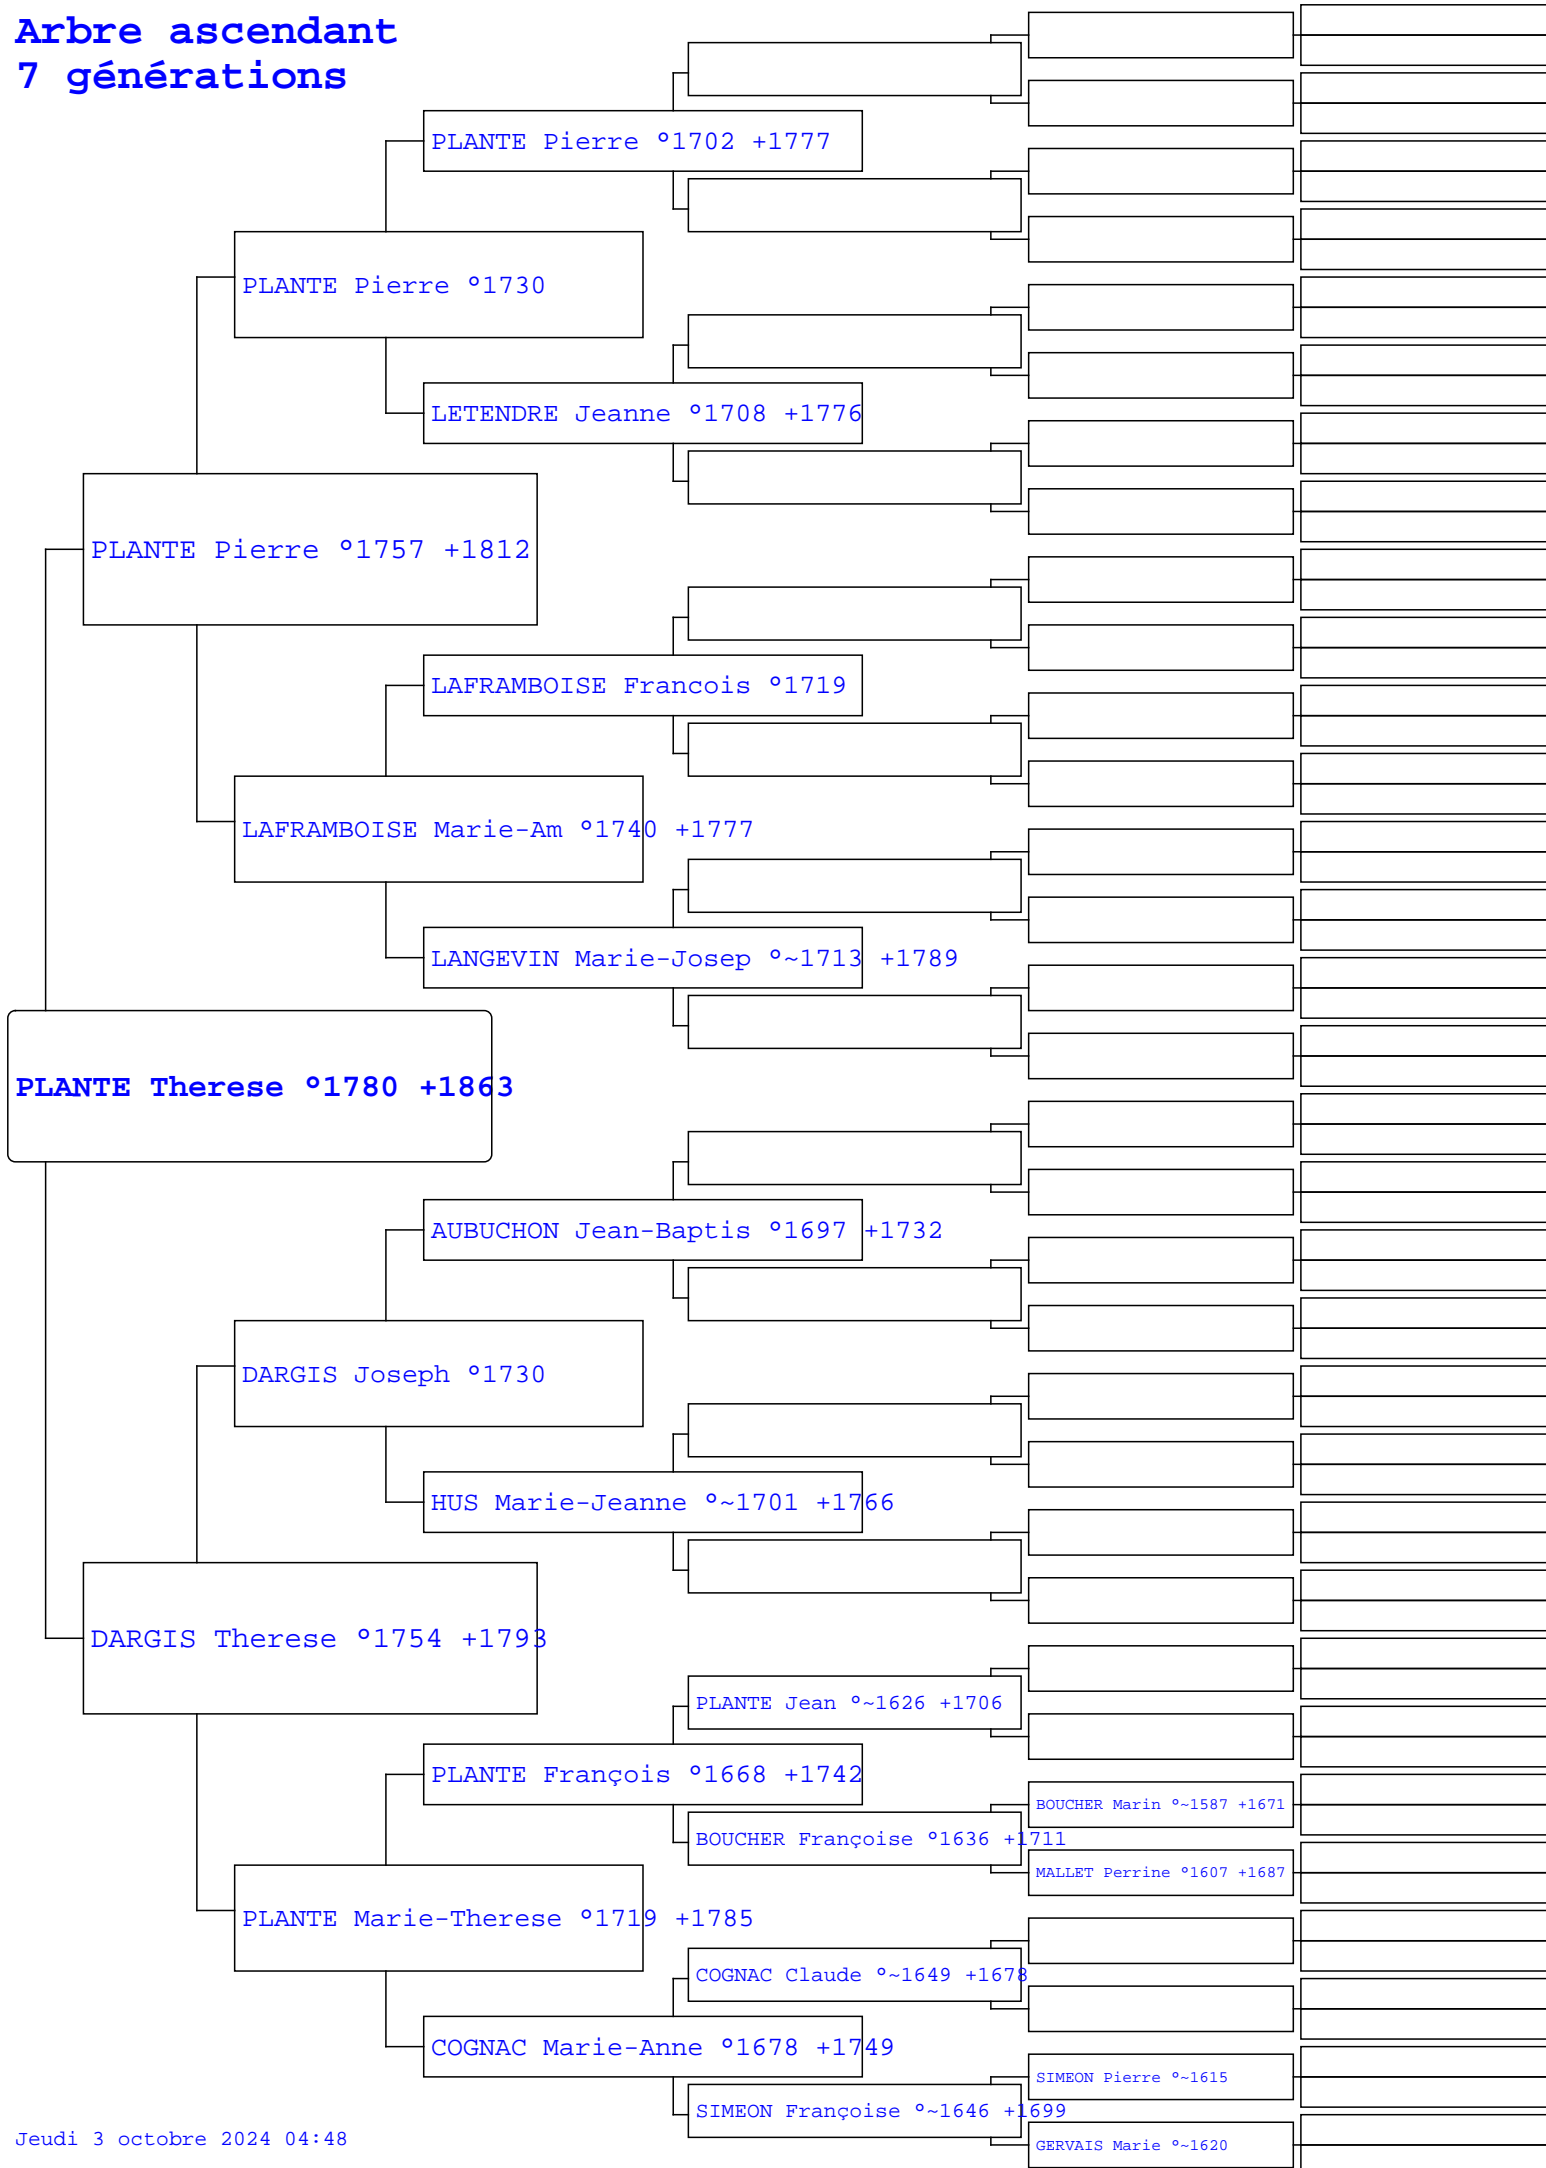 Arbre ascendant
7 générations
PLANTE Pierre °1702 +1777
PLANTE Pierre °1730
LETENDRE Jeanne °1708 +1776
PLANTE Pierre °1757 +1812
LAFRAMBOISE Francois °1719
LAFRAMBOISE Marie-Am °1740 +1777
LANGEVIN Marie-Josep °~1713 +1789
PLANTE Therese °1780 +1863
AUBUCHON Jean-Baptis °1697 +1732
DARGIS Joseph °1730
HUS Marie-Jeanne °~1701 +1766
DARGIS Therese °1754 +1793
PLANTE Jean °~1626 +1706
PLANTE François °1668 +1742
BOUCHER Marin °~1587 +1671
BOUCHER Françoise °1636 +1711
MALLET Perrine °1607 +1687
PLANTE Marie-Therese °1719 +1785
COGNAC Claude °~1649 +1678
COGNAC Marie-Anne °1678 +1749
SIMEON Pierre °~1615
SIMEON Françoise °~1646 +1699
GERVAIS Marie °~1620
Jeudi 3 octobre 2024 04:48